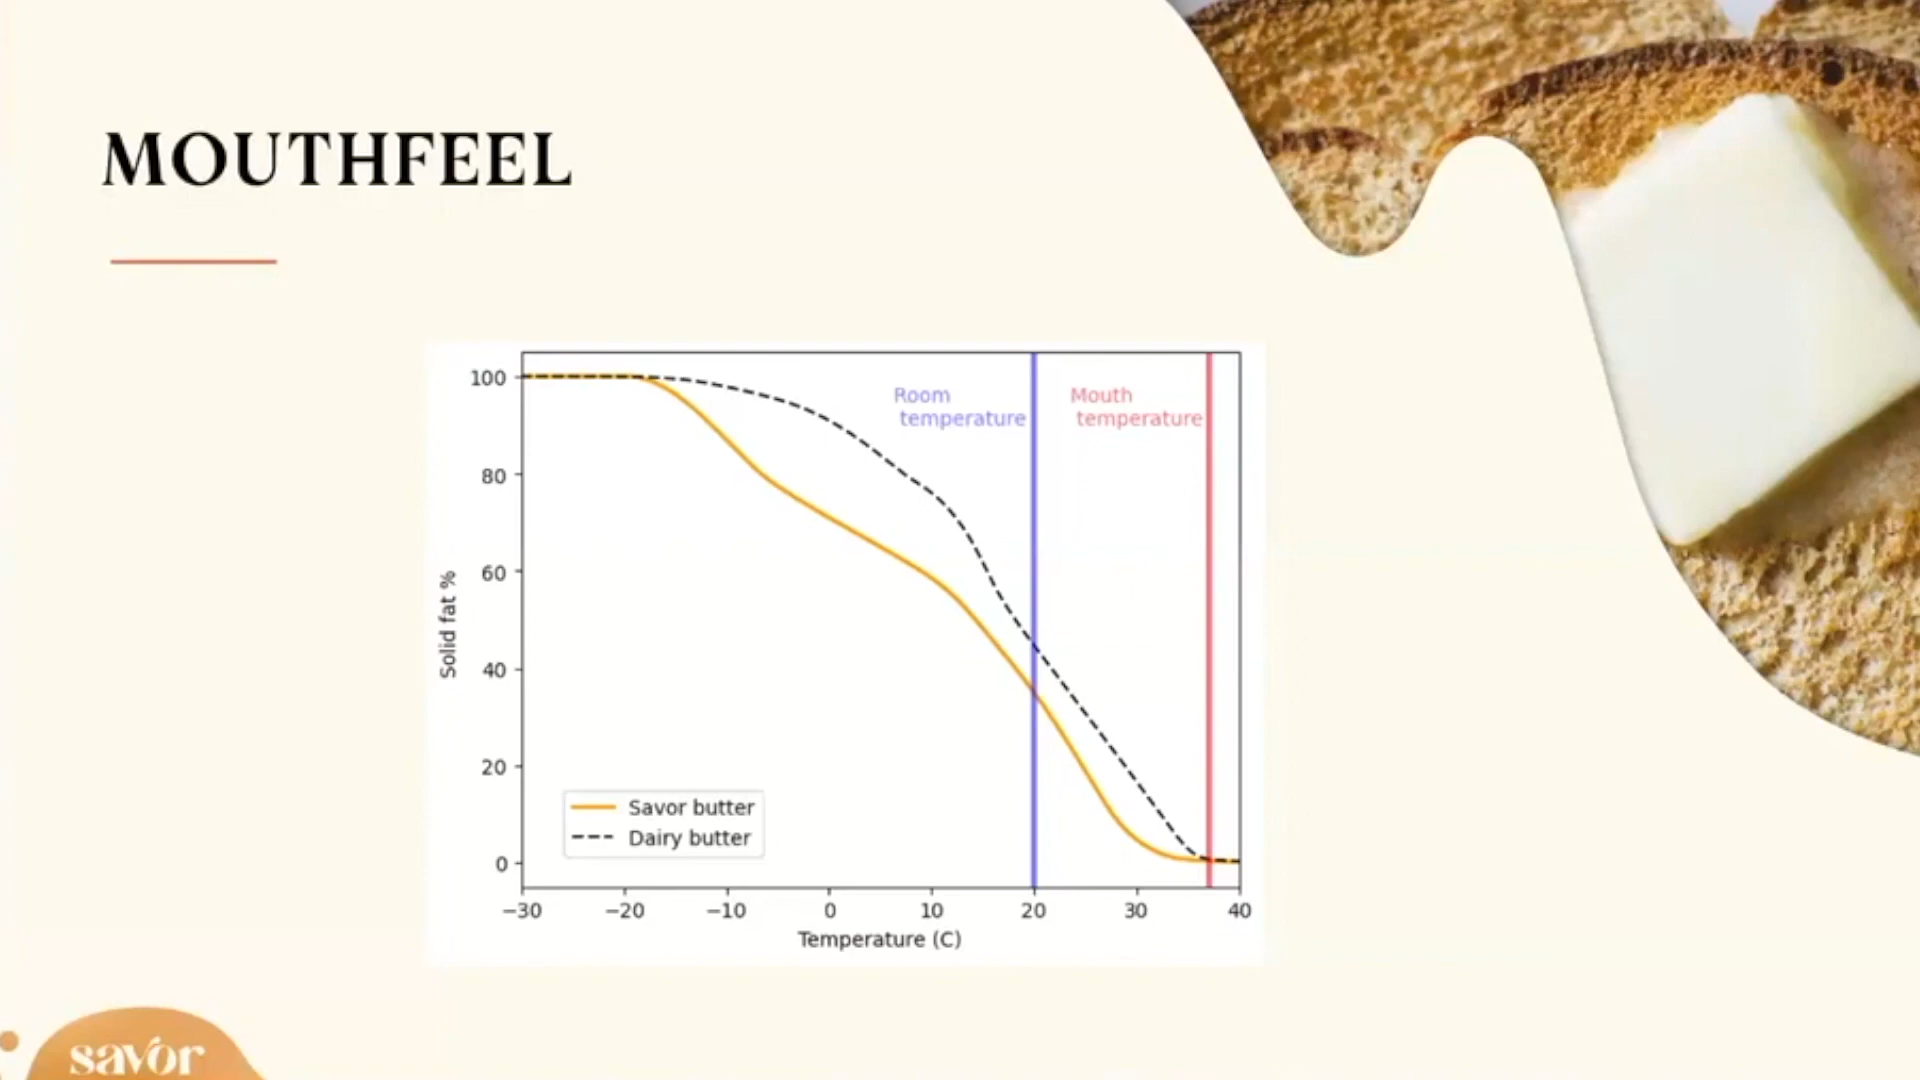 MOUTHFEEL
Room
temperature
Mouth
temperature
100
80
60
40
20
0
Solid fat %
Savor butter
Dairy butter
−30
−20
−10
0
10
20
30
40
Temperature (C)
savor